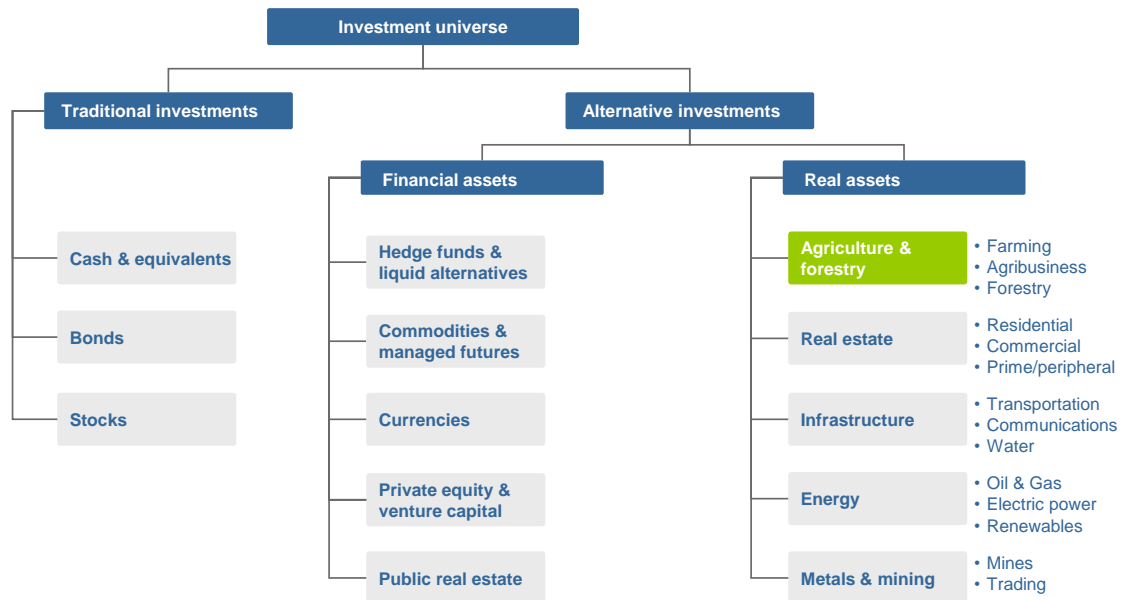 Investment universe
Traditional investments
Alternative investments
Financial assets
Real assets
Cash & equivalents
Bonds
Stocks
Hedge funds &
liquid alternatives
Commodities &
managed futures
Currencies
Private equity &
venture capital
Public real estate
Agriculture &
forestry
• Farming
• Agribusiness
• Forestry
Real estate
• Residential
• Commercial
• Prime/peripheral
Infrastructure
• Transportation
• Communications
• Water
Energy
• Oil & Gas
• Electric power
• Renewables
Metals & mining
• Mines
• Trading